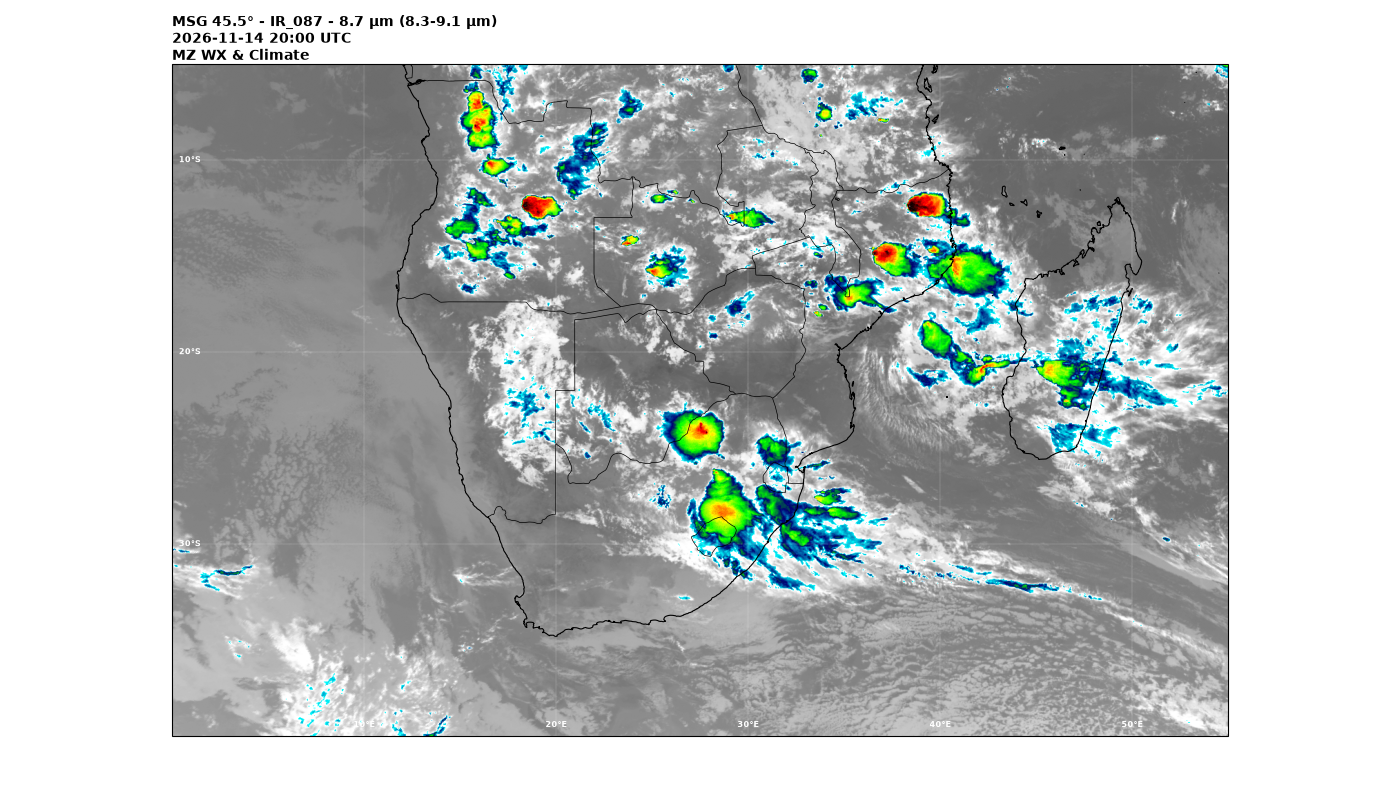 MSG 45.5° - IR_087 - 8.7 µm (8.3-9.1 µm)
2026-11-14 20:00 UTC
MZ WX & Climate
10°S
20°S
30°S
10°E 20°E 30°E 40°E 50°E